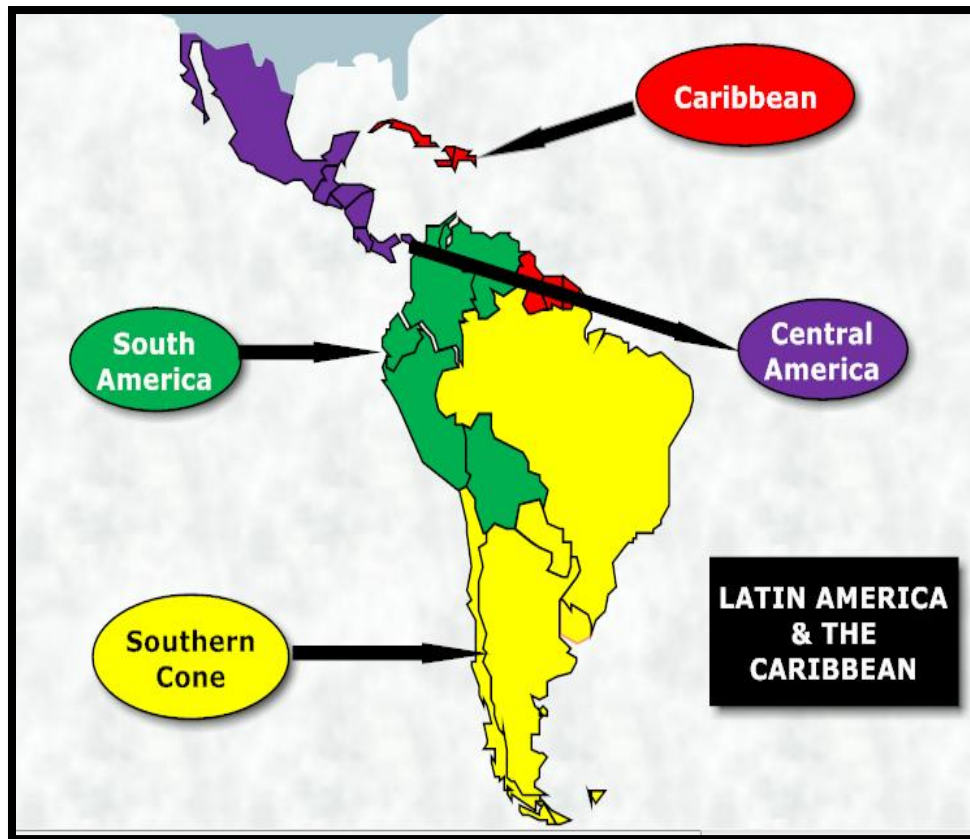 Caribbean
South
America
Central
America
Southern
Cone
LATIN AMERICA
& THE
CARIBBEAN